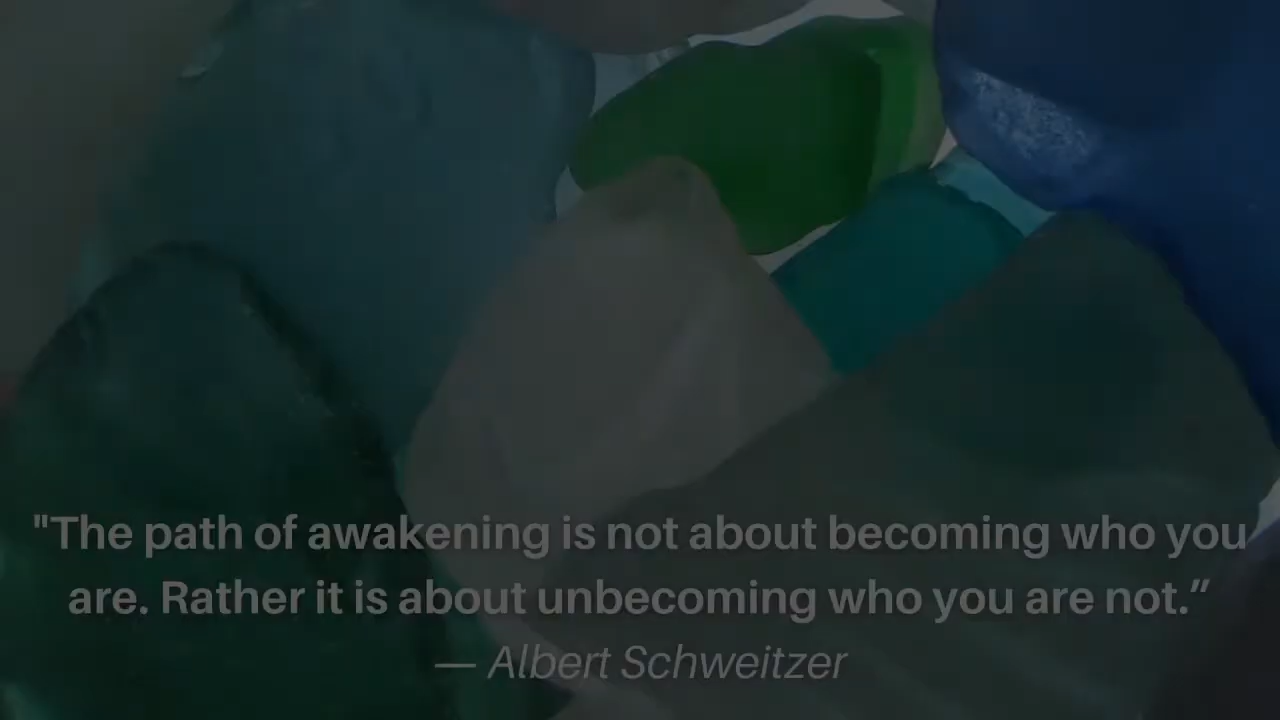 "The path of awakening is not about becoming who you
are. Rather it is about unbecoming who you are not.”
— Albert Schweitzer